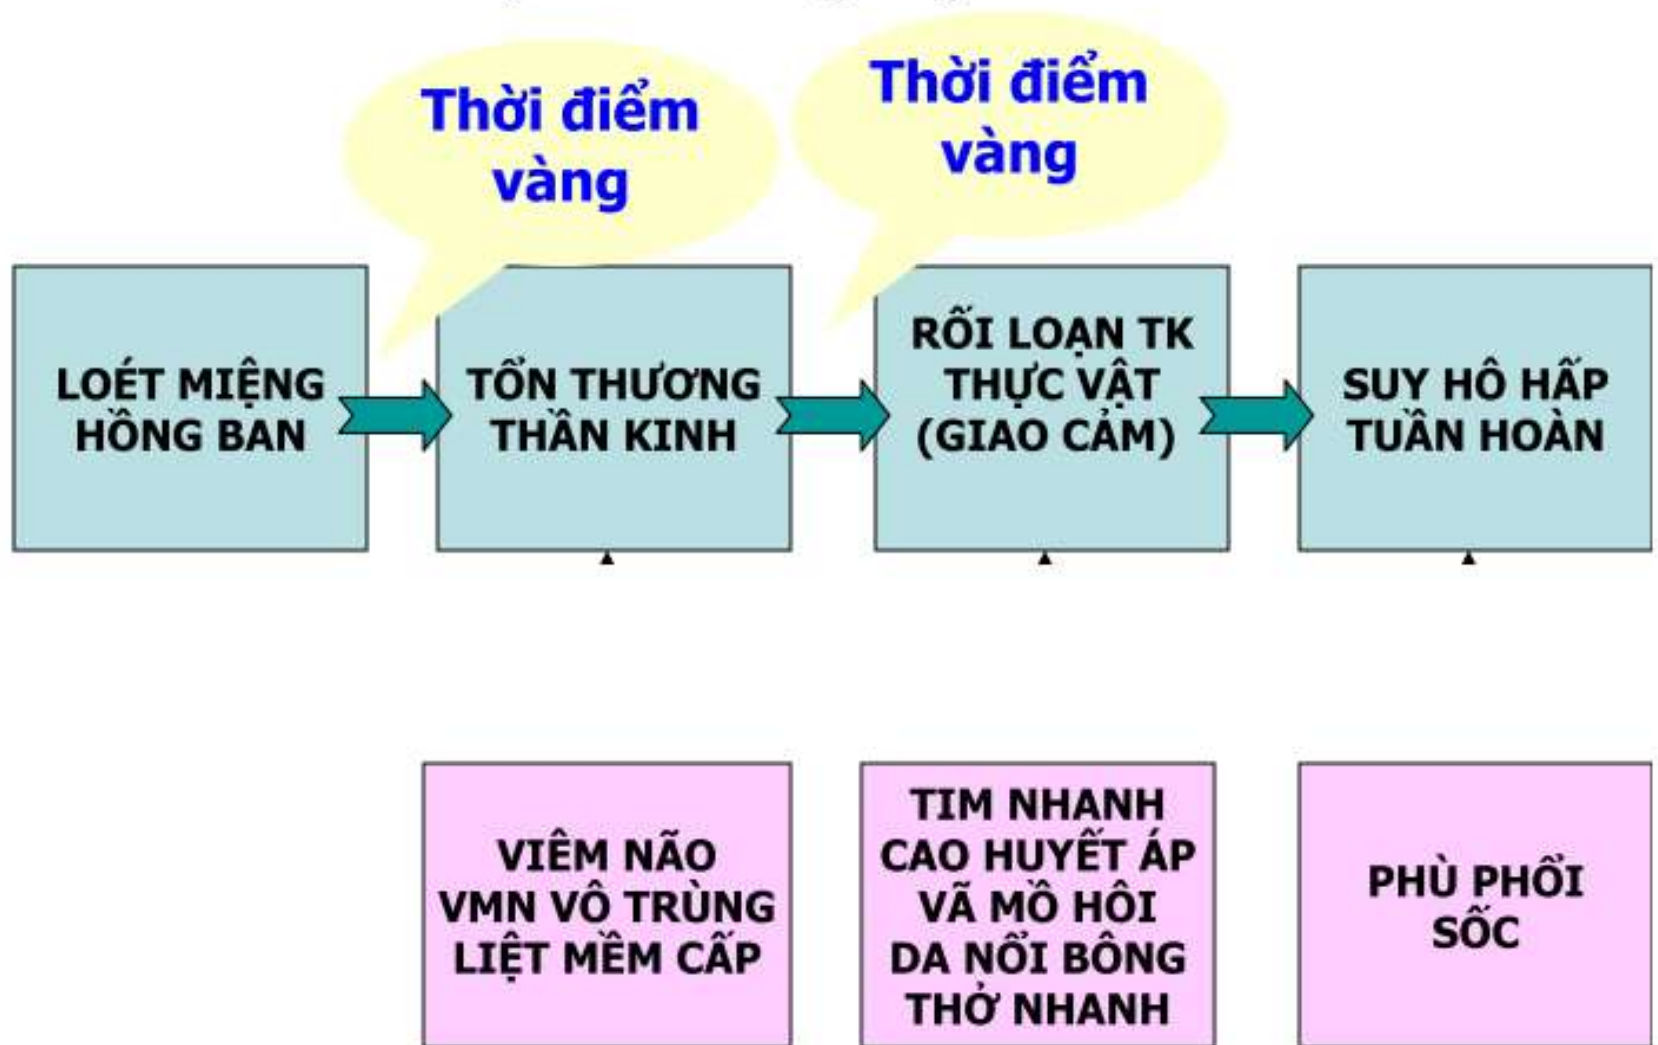 Thời điểm
vàng
Thời điểm
vàng
LOÉT MIỆNG
HỒNG BAN
TỔN THƯƠNG
THẦN KINH
RỐI LOẠN TK
THỰC VẬT
(GIAO CẢM)
SUY HÔ HẤP
TUẦN HOÀN
VIÊM NÃO
VMN VÔ TRÙNG
LIỆT MỀM CẤP
TIM NHANH
CAO HUYẾT ÁP
VÃ MỒ HÔI
DA NỔI BÔNG
THỞ NHANH
PHÙ PHỔI
SỐC